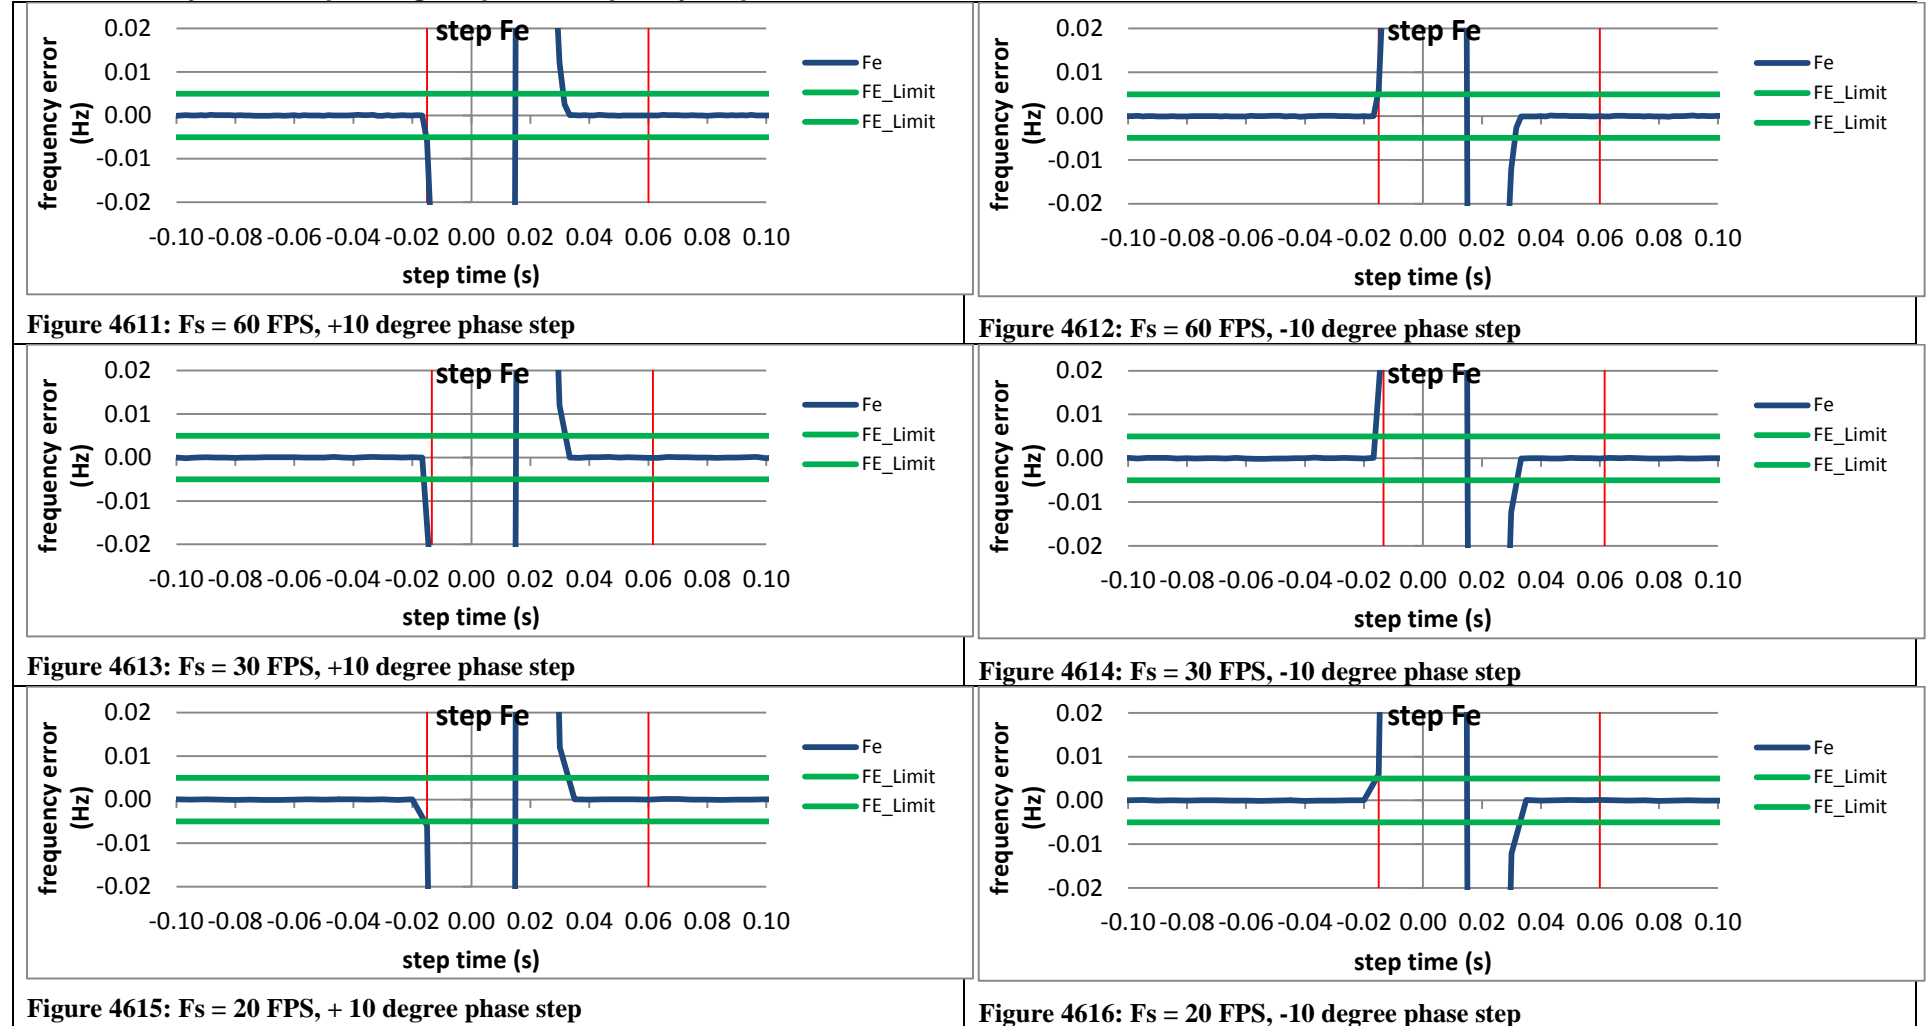 step Fe
0.02
0.01
0.00
-0.01
-0.02
frequency error
(Hz)
-0.10 -0.08 -0.06 -0.04 -0.02 0.00 0.02 0.04 0.06 0.08 0.10
step time (s)
Fe
FE_Limit
FE_Limit
Figure 4611: Fs = 60 FPS, +10 degree phase step
step Fe
0.02
0.01
0.00
-0.01
-0.02
frequency error
(Hz)
-0.10 -0.08 -0.06 -0.04 -0.02 0.00 0.02 0.04 0.06 0.08 0.10
step time (s)
Fe
FE_Limit
FE_Limit
Figure 4612: Fs = 60 FPS, -10 degree phase step
step Fe
0.02
0.01
0.00
-0.01
-0.02
frequency error
(Hz)
-0.10 -0.08 -0.06 -0.04 -0.02 0.00 0.02 0.04 0.06 0.08 0.10
step time (s)
Fe
FE_Limit
FE_Limit
Figure 4613: Fs = 30 FPS, +10 degree phase step
step Fe
0.02
0.01
0.00
-0.01
-0.02
frequency error
(Hz)
-0.10 -0.08 -0.06 -0.04 -0.02 0.00 0.02 0.04 0.06 0.08 0.10
step time (s)
Fe
FE_Limit
FE_Limit
Figure 4614: Fs = 30 FPS, -10 degree phase step
step Fe
0.02
0.01
0.00
-0.01
-0.02
frequency error
(Hz)
-0.10 -0.08 -0.06 -0.04 -0.02 0.00 0.02 0.04 0.06 0.08 0.10
step time (s)
Fe
FE_Limit
FE_Limit
Figure 4615: Fs = 20 FPS, + 10 degree phase step
step Fe
0.02
0.01
0.00
-0.01
-0.02
frequency error
(Hz)
-0.10 -0.08 -0.06 -0.04 -0.02 0.00 0.02 0.04 0.06 0.08 0.10
step time (s)
Fe
FE_Limit
FE_Limit
Figure 4616: Fs = 20 FPS, -10 degree phase step